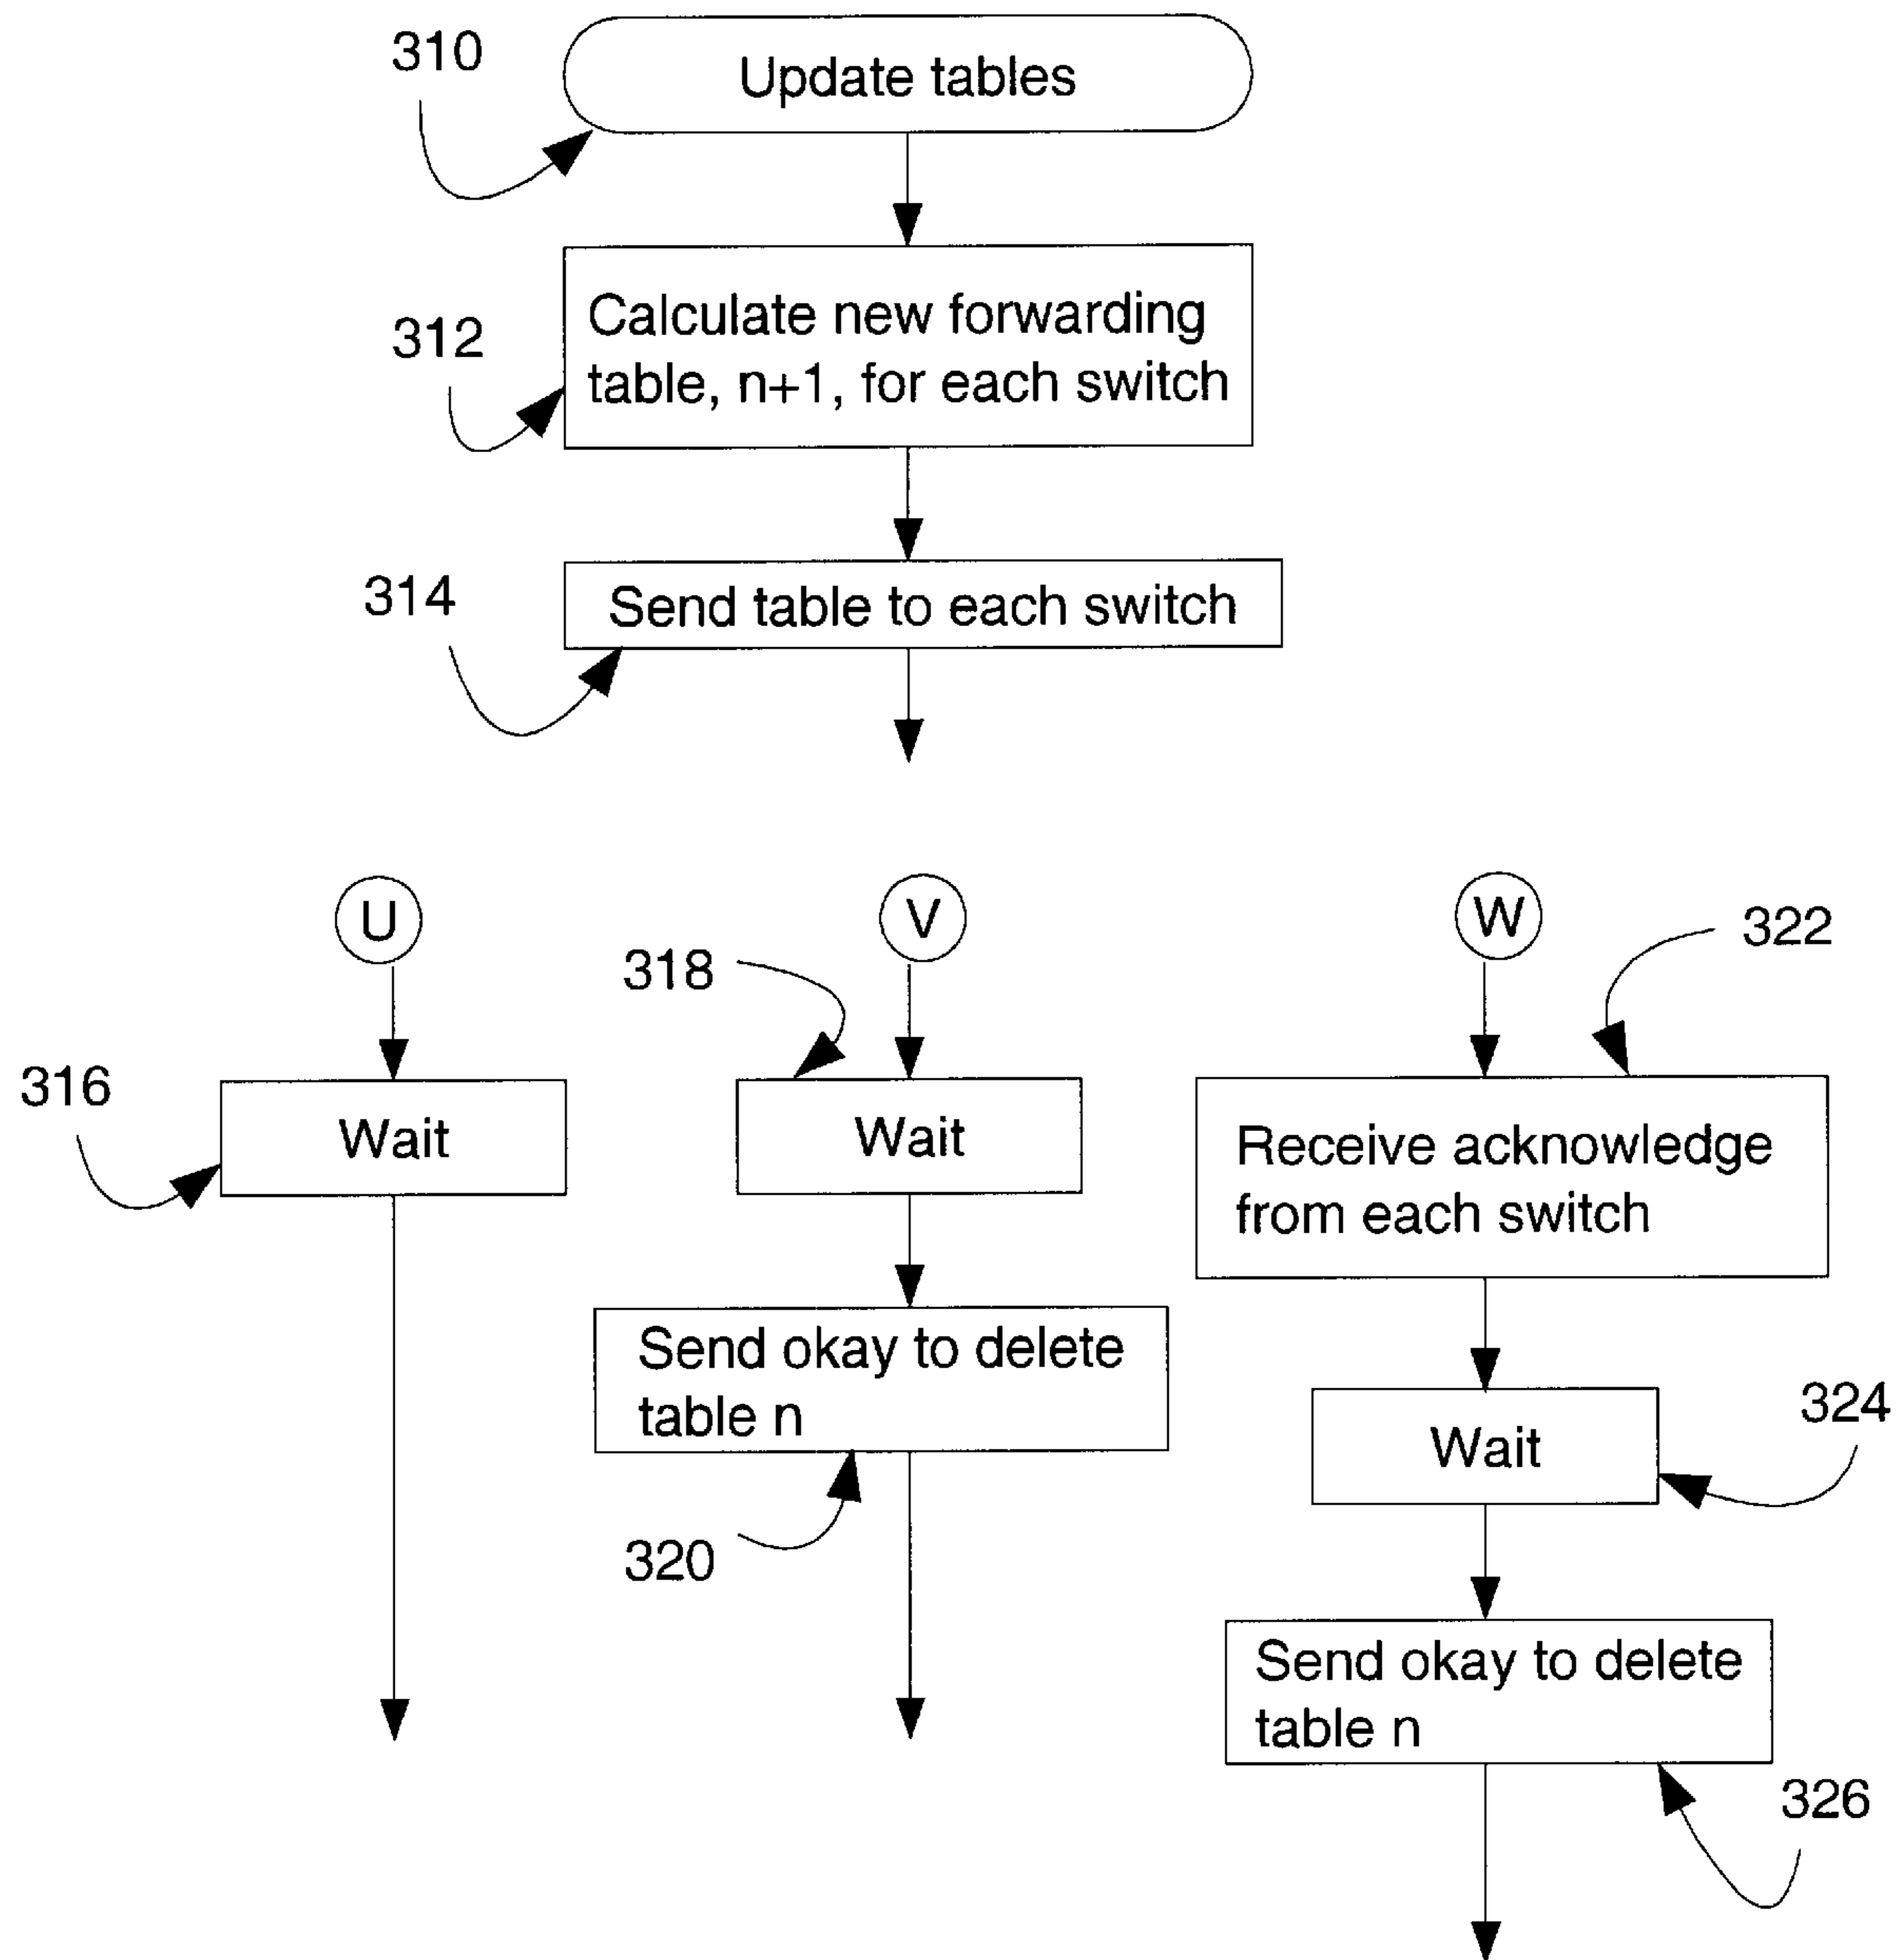 310
Update tables
312
Calculate new forwarding
table, n+1, for each switch
314
Send table to each switch
U
V
W
318
322
316
Wait
Wait
Receive acknowledge
from each switch
Send okay to delete
table n
320
Wait
324
Send okay to delete
table n
326